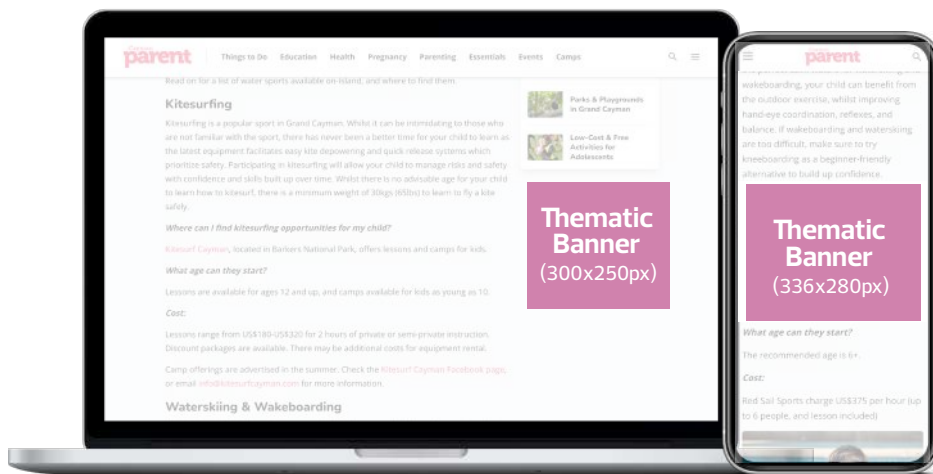 parent
Things to Do Education Health Pregnancy Parenting Essentials Events Camps
Read on for a list of water sports available on island, and where to find them.
Kitesurfing
Kitesurfing is a popular sport in Grand Cayman. Whilst it can be intimidating to those who
are not familiar with the sport, there has never been a better time for your child to learn as
the latest equipment facilitates easy kite depowering and quick release systems which
prioritise safety. Participating in kitesurfing will allow your child to manage risks and safety
with confidence and skills built up over time. Whilst there is no advisable age for your child
to learn how to kitesurf, there is a minimum weight of 30kgs (65lbs) to learn to fly a kite
safely.
Where can I find kitesurfing opportunities for my child?
Kitesurf Cayman, located in Barkers National Park, offers lessons and camps for kids.
What age can they start?
Lessons are available for ages 12 and up, and camps available for kids as young as 10.
Cost:
Lessons range from US$180-US$320 for 2 hours of private or semi-private instruction.
Discount packages are available. There may be additional costs for equipment rental.
Camp offerings are advertised in the summer. Check the Kitesurf Cayman Facebook page,
or email info@kitesurfcayman.com for more information.
Waterskiing & Wakeboarding
Parks & Playgrounds
in Grand Cayman
Low-Cost & Free
Activities for
Adolescents
Thematic
Banner
(300x250px)
parent
wakeboarding, your child can benefit from
the outdoor exercise, whilst improving
hand-eye coordination, reflexes, and
balance. If wakeboarding and waterskiing
are too difficult, make sure to try
kneeboarding as a beginner-friendly
alternative to build up confidence.
Thematic
Banner
(336x280px)
What age can they start?
The recommended age is 6+.
Cost:
Red Sail Sports charge US$375 per hour (up
to 6 people, and lesson included)